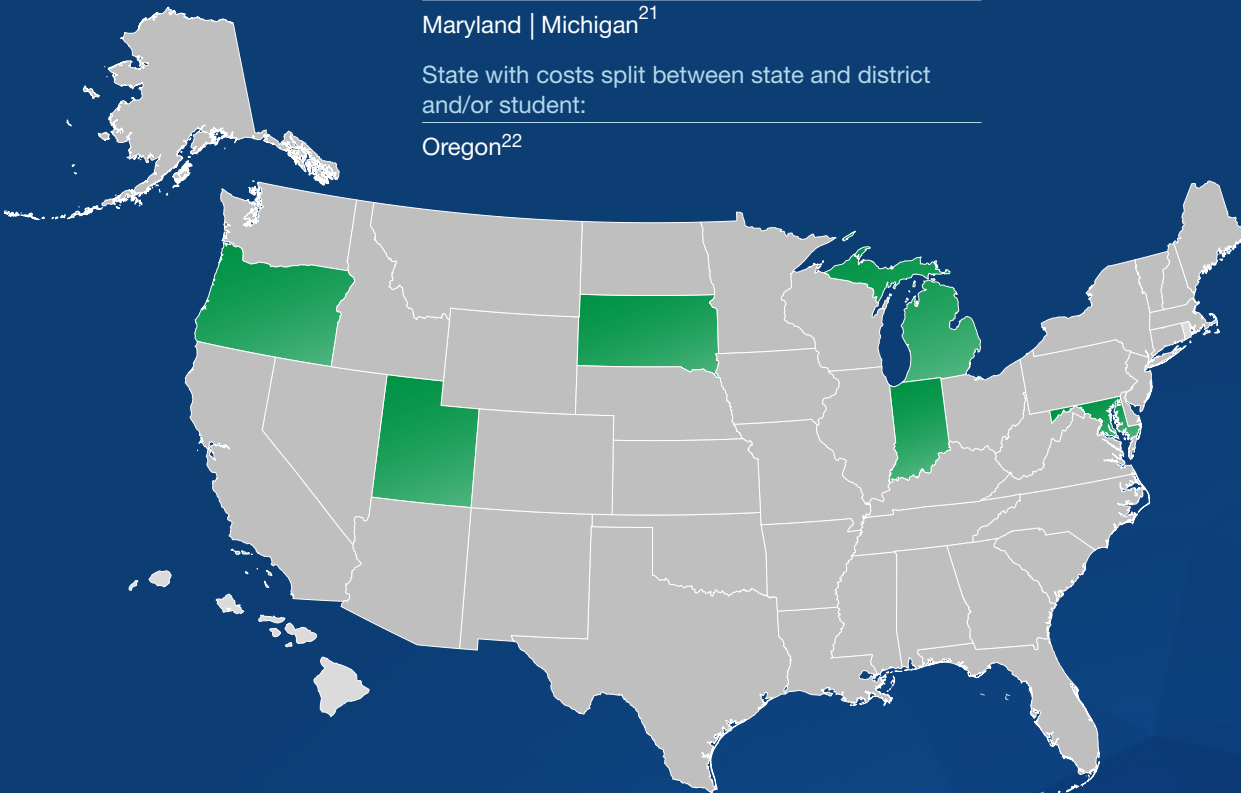 Maryland | Michigan21
State with costs split between state and district
and/or student:
Oregon22